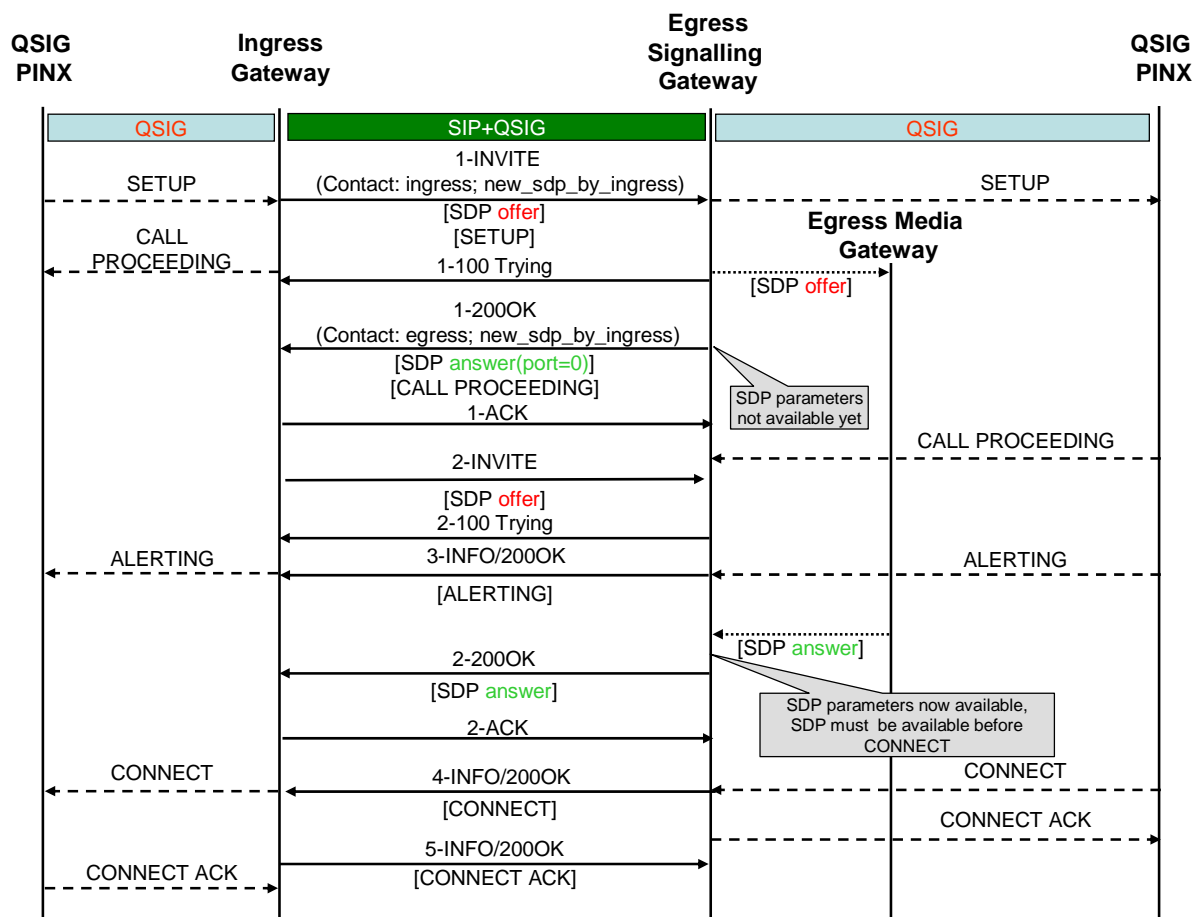 QSIG
PINX
Ingress
Gateway
Egress
Signalling
Gateway
QSIG
PINX
QSIG
SIP+QSIG
QSIG
1-INVITE
SETUP
(Contact: ingress; new_sdp_by_ingress)
SETUP
[SDP offer]
[SETUP]
CALL
PROCEEDING
Egress Media
Gateway
1-100 Trying
[SDP offer]
1-200OK
(Contact: egress; new_sdp_by_ingress)
[SDP answer(port=0)]
[CALL PROCEEDING]
SDP parameters
not available yet
1-ACK
CALL PROCEEDING
2-INVITE
[SDP offer]
2-100 Trying
ALERTING
3-INFO/200OK
ALERTING
[ALERTING]
[SDP answer]
2-200OK
[SDP answer]
SDP parameters now available,
SDP must be available before
CONNECT
2-ACK
CONNECT
4-INFO/200OK
CONNECT
[CONNECT]
CONNECT ACK
5-INFO/200OK
CONNECT ACK
[CONNECT ACK]